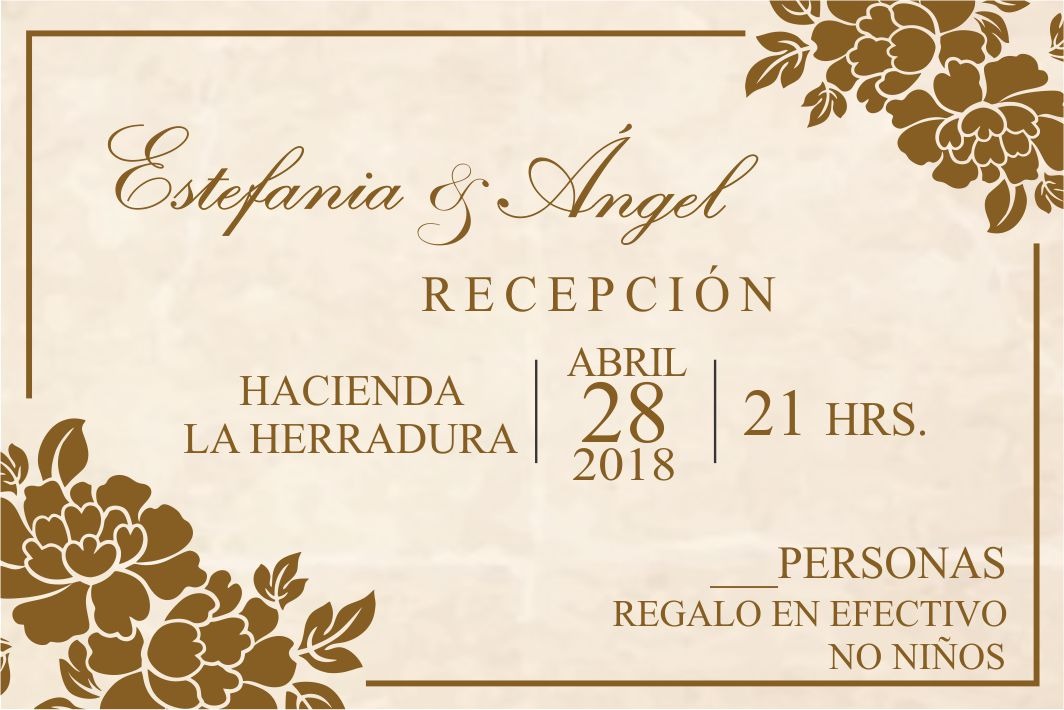 Estefania & Ángel
RECEPCIÓN
HACIENDA
LA HERRADURA
ABRIL
28
2018
21 HRS.
___PERSONAS
REGALO EN EFECTIVO
NO NIÑOS